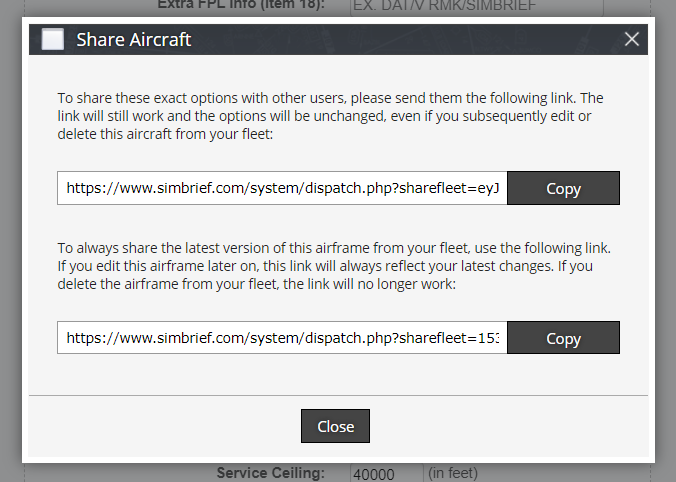 Extra FPL Info (Item 18): EX. DAT/V RMK/SIMBRIEF
Share Aircraft
To share these exact options with other users, please send them the following link. The
link will still work and the options will be unchanged, even if you subsequently edit or
delete this aircraft from your fleet:
https://www.simbrief.com/system/dispatch.php?sharefleet=eyJ Copy
To always share the latest version of this airframe from your fleet, use the following link.
If you edit this airframe later on, this link will always reflect your latest changes. If you
delete the airframe from your fleet, the link will no longer work:
https://www.simbrief.com/system/dispatch.php?sharefleet=153 Copy
Close
Service Ceiling: 40000 (in feet)